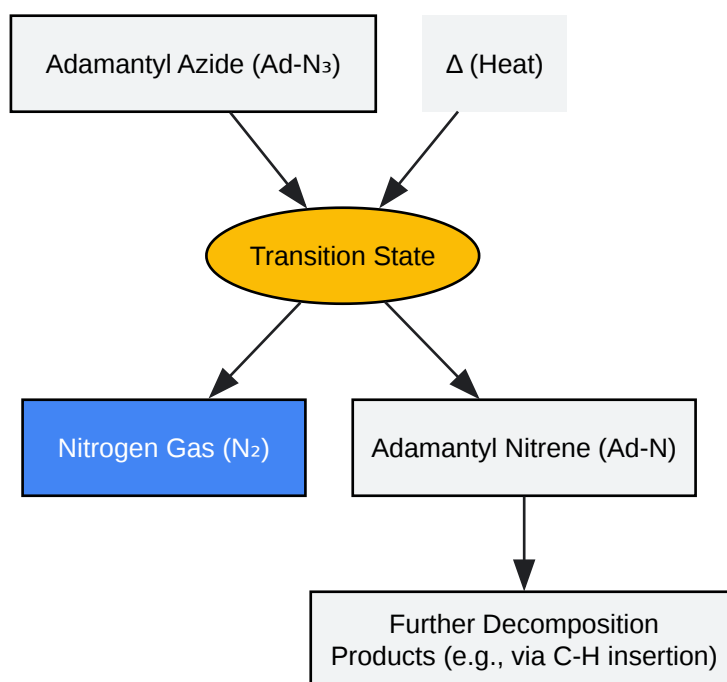 Adamantyl Azide (Ad-N₃)
Δ (Heat)
Transition State
Nitrogen Gas (N₂)
Adamantyl Nitrene (Ad-N)
Further Decomposition
Products (e.g., via C-H insertion)